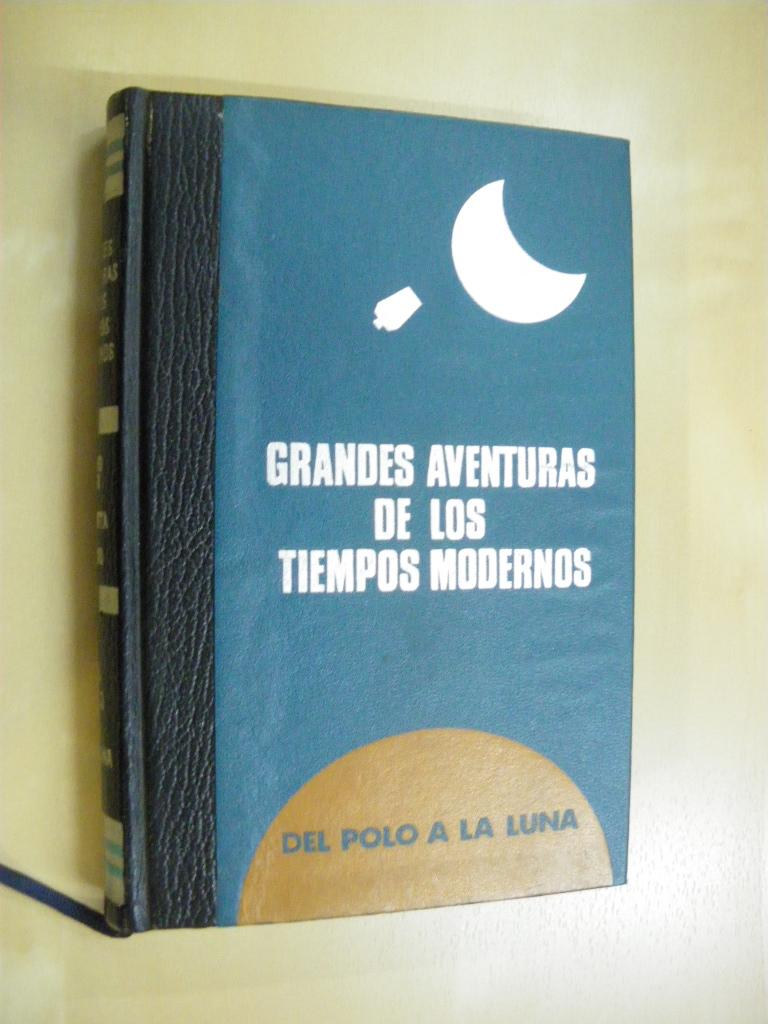 GRANDES AVENTURAS
DE LOS
TIEMPOS MODERNOS
DEL POLO A LA LUNA